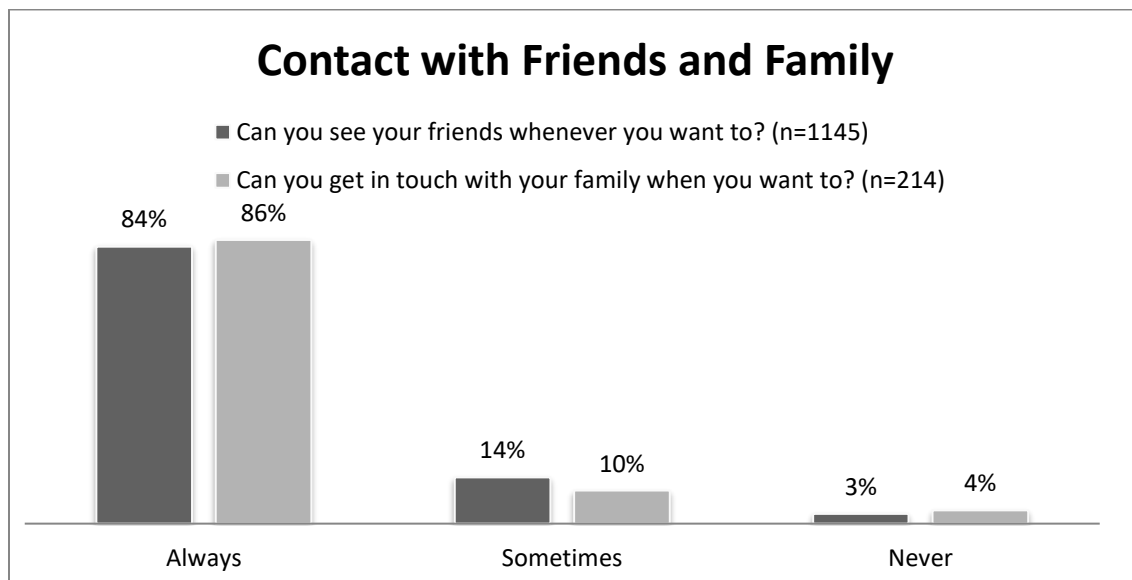 Contact with Friends and Family
Can you see your friends whenever you want to? (n=1145)
Can you get in touch with your family when you want to? (n=214)
84%
86%
14%
10%
3%
4%
Always
Sometimes
Never